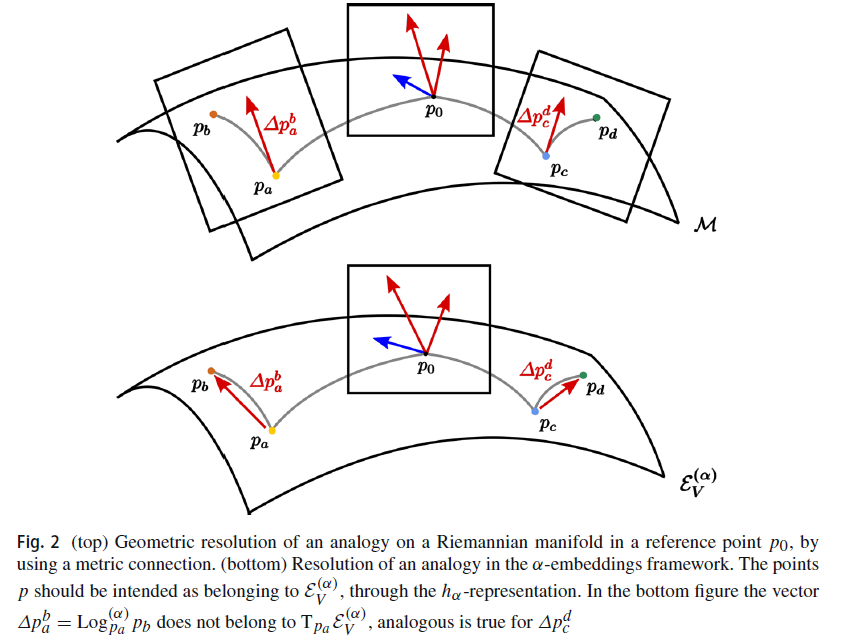 p₀
p_b Δp_a^b
p_a
Δp_c^d p_d
p_c
ℳ
p₀
p_b Δp_a^b
p_a
Δp_c^d p_d
p_c
ℰ_V^(α)
Fig. 2 (top) Geometric resolution of an analogy on a Riemannian manifold in a reference point p₀, by
using a metric connection. (bottom) Resolution of an analogy in the α-embeddings framework. The points
p should be intended as belonging to ℰ_V^(α), through the h_α-representation. In the bottom figure the vector
Δp_a^b = Log_{p_a}^(α) p_b does not belong to T_{p_a} ℰ_V^(α), analogous is true for Δp_c^d